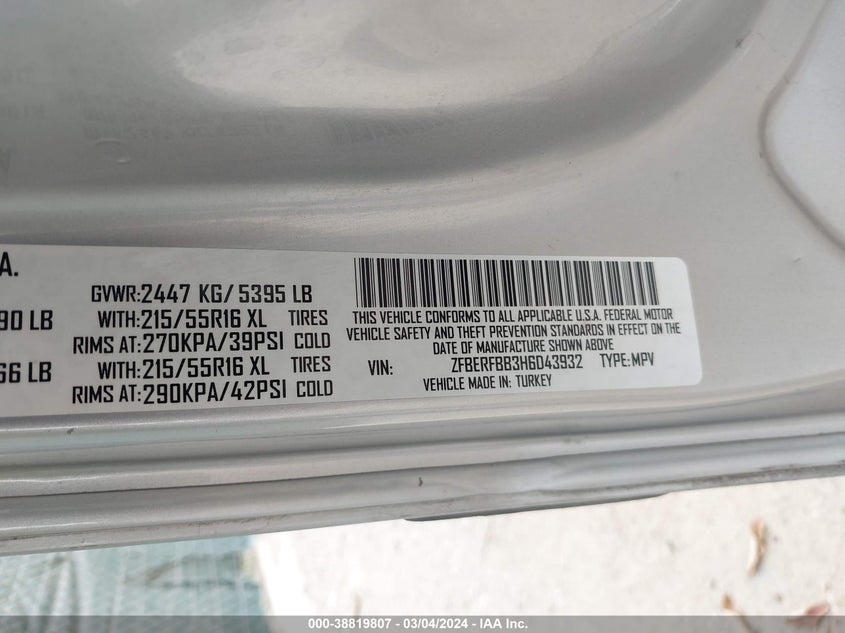 A.
GVWR:2447 KG/ 5395 LB
90 LB WITH:215/55R16 XL TIRES
RIMS AT:270KPA/39PSI COLD
66 LB WITH:215/55R16 XL TIRES
RIMS AT:290KPA/42PSI COLD
THIS VEHICLE CONFORMS TO ALL APPLICABLE U.S.A. FEDERAL MOTOR
VEHICLE SAFETY AND THEFT PREVENTION STANDARDS IN EFFECT ON THE
DATE OF MANUFACTURE SHOWN ABOVE
VIN: ZFBERFBB3H6D43932 TYPE:MPV
VEHICLE MADE IN: TURKEY
000-38819807 - 03/04/2024 - IAA Inc.